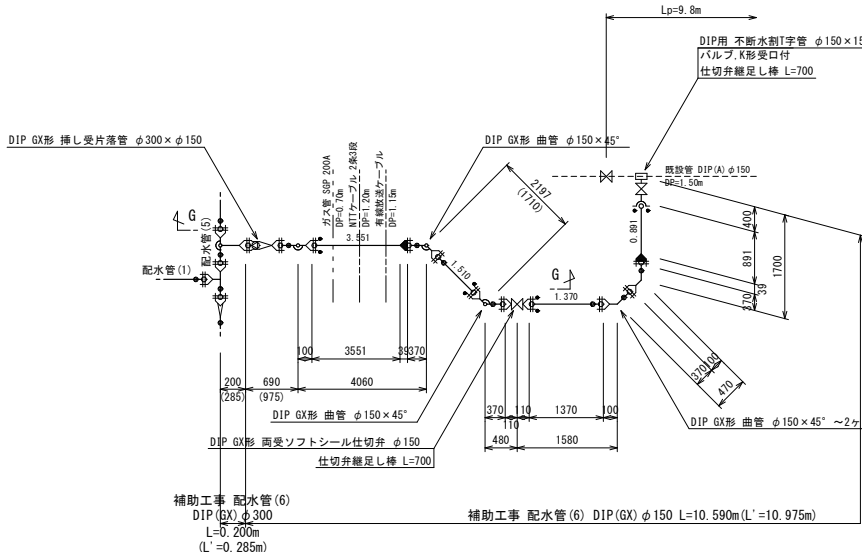 Lp=9.8m
DIP用 不断水割T字管 φ150×15
バルブ,K形受口付
仕切弁継足し棒 L=700
DIP GX形 挿し受片落管 φ300×φ150
DIP GX形 曲管 φ150×45°
ガス管 SGP 200A
DP=0.70m
NTTケーブル 2条3段
DP=1.20m
有線放送ケーブル
DP=1.15m
既設管 DIP(A) φ150
DP=1.50m
2197
(1710)
G
配水管(5)
配水管(1)
3.551
1.510
G
1.370
0.891
400
891
1700
39
370
100
3551
39
370
200
(285)
690
(975)
4060
370
100
470
DIP GX形 曲管 φ150×45°
370
110
110
1370
100
DIP GX形 曲管 φ150×45° ～2ヶ
DIP GX形 両受ソフトシール仕切弁 φ150
仕切弁継足し棒 L=700
480
1580
補助工事 配水管(6)
DIP(GX) φ300
L=0.200m
(L'=0.285m)
補助工事 配水管(6) DIP(GX) φ150 L=10.590m(L'=10.975m)